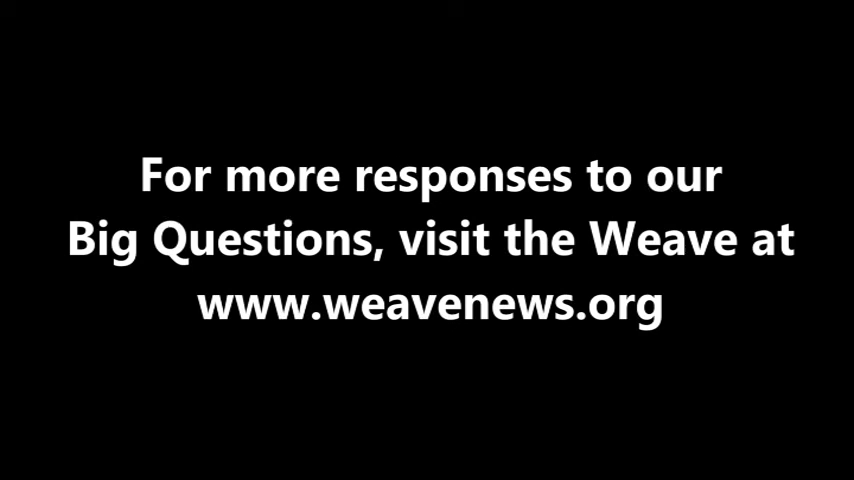 For more responses to our
Big Questions, visit the Weave at
www.weavenews.org